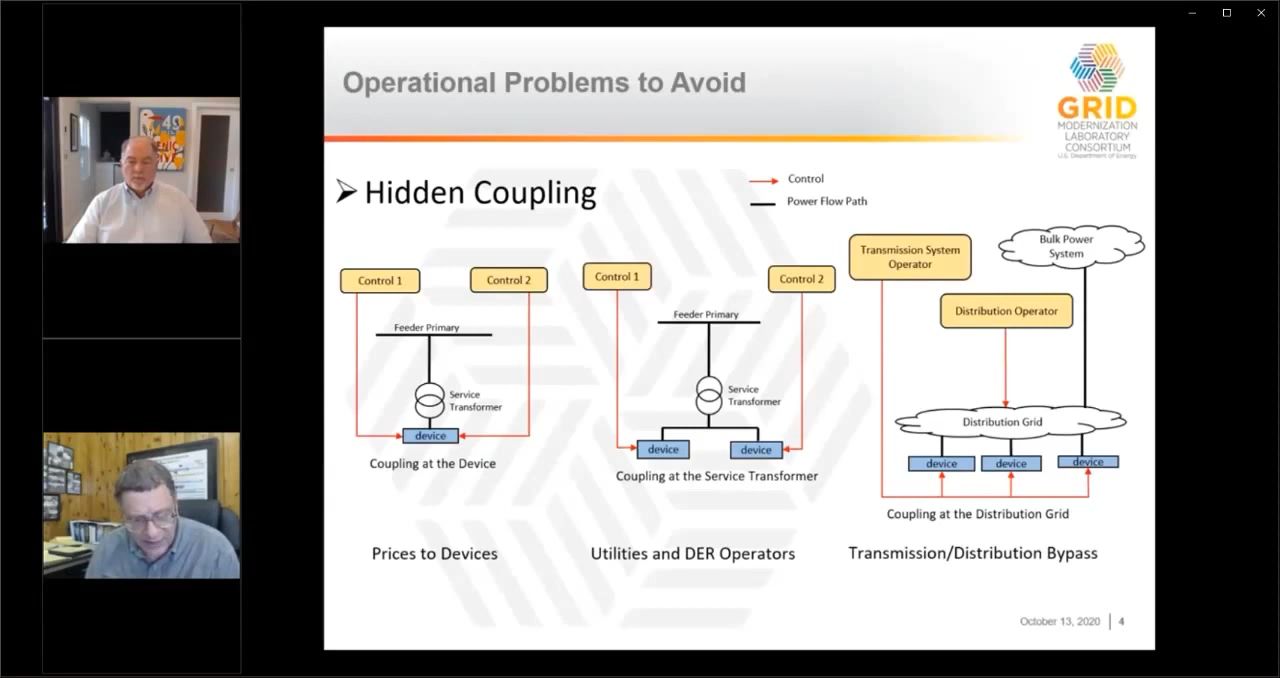 Operational Problems to Avoid
GRID
MODERNIZATION
LABORATORY
CONSORTIUM
U.S. Department of Energy
Hidden Coupling
Control
Power Flow Path
Control 1
Control 2
Feeder Primary
Service
Transformer
device
Coupling at the Device
Prices to Devices
Control 1
Control 2
Feeder Primary
Service
Transformer
device
device
Coupling at the Service Transformer
Utilities and DER Operators
Transmission System
Operator
Bulk Power
System
Distribution Operator
Distribution Grid
device
device
device
Coupling at the Distribution Grid
Transmission/Distribution Bypass
October 13, 2020
4